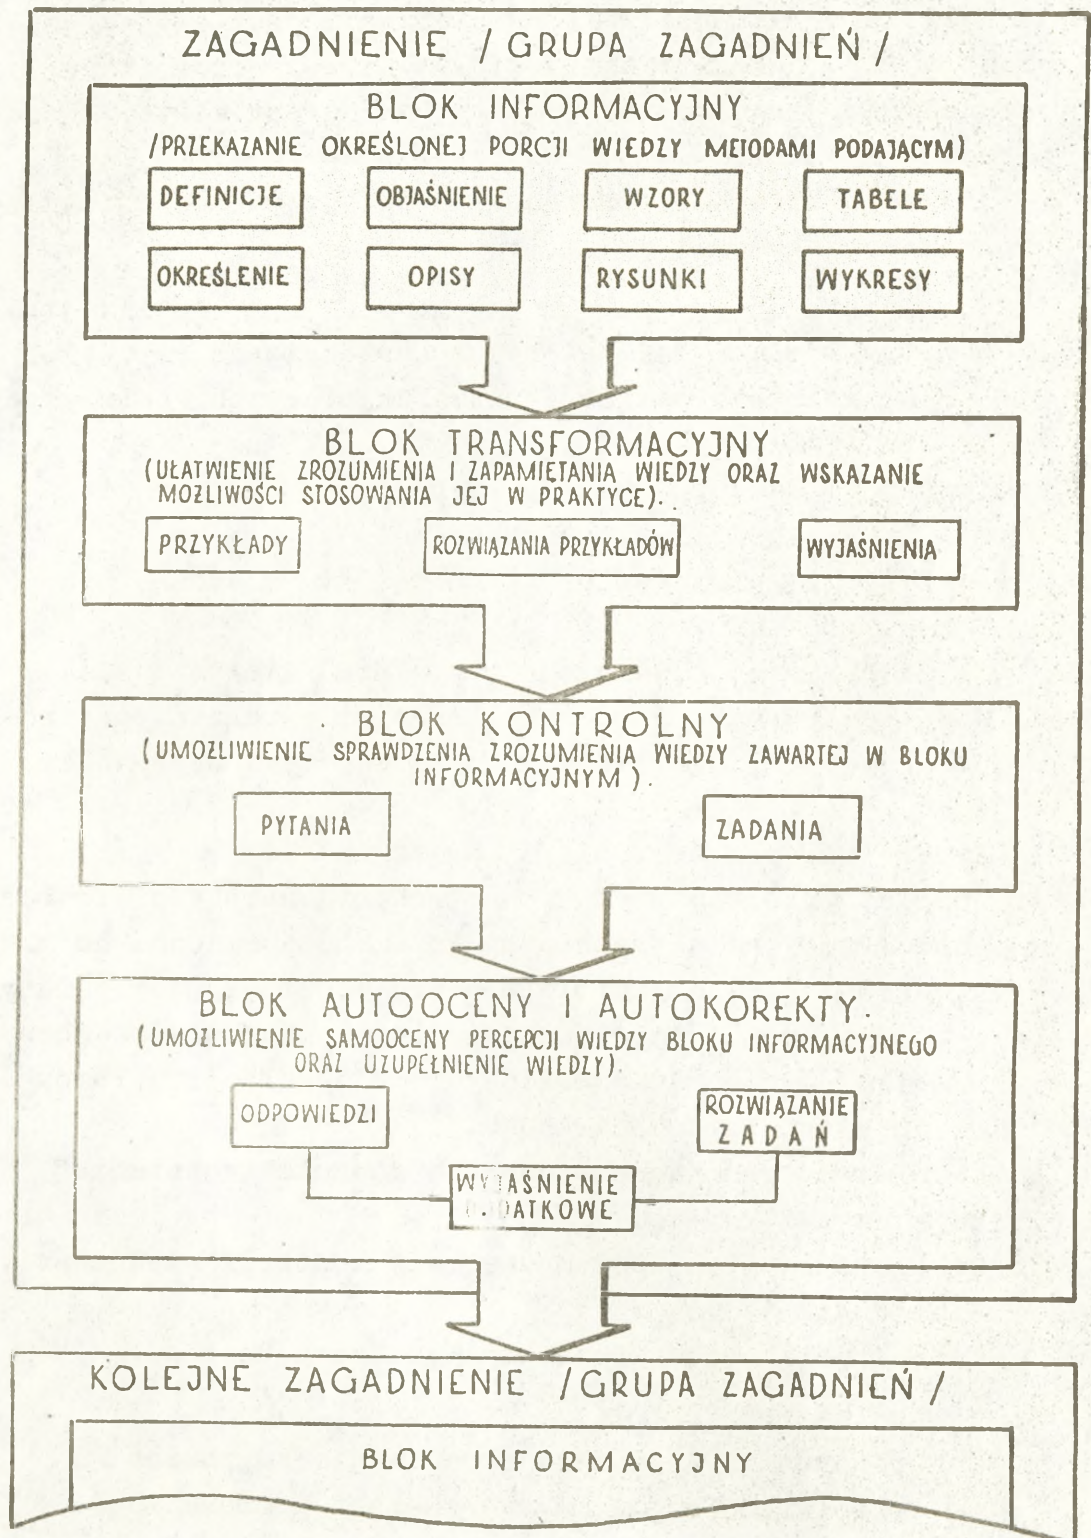 ZAGADNIENIE / GRUPA ZAGADNIEŃ /
BLOK INFORMACYJNY
/PRZEKAZANIE OKREŚLONEJ PORCJI WIEDZY METODAMI PODAJĄCYM)
DEFINICJE OBJAŚNIENIE WZORY TABELE
OKREŚLENIE OPISY RYSUNKI WYKRESY
BLOK TRANSFORMACYJNY
(UŁATWIENIE ZROZUMIENIA I ZAPAMIĘTANIA WIEDZY ORAZ WSKAZANIE
MOŻLIWOŚCI STOSOWANIA JEJ W PRAKTYCE).
PRZYKŁADY ROZWIĄZANIA PRZYKŁADÓW WYJAŚNIENIA
BLOK KONTROLNY
(UMOŻLIWIENIE SPRAWDZENIA ZROZUMIENIA WIEDZY ZAWARTEJ W BLOKU
INFORMACYJNYM).
PYTANIA ZADANIA
BLOK AUTOOCENY I AUTOKOREKTY.
(UMOŻLIWIENIE SAMOOCENY PERCEPCJI WIEDZY BLOKU INFORMACYJNEGO
ORAZ UZUPEŁNIENIE WIEDZY).
ODPOWIEDZI ROZWIĄZANIE
ZADAŃ
WYJAŚNIENIE
DODATKOWE
KOLEJNE ZAGADNIENIE /GRUPA ZAGADNIEŃ /
BLOK INFORMACYJNY